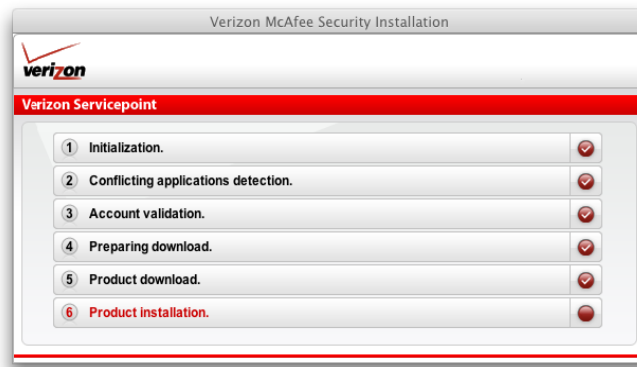 Verizon McAfee Security Installation
verizon
Verizon Servicepoint
1 Initialization.
2 Conflicting applications detection.
3 Account validation.
4 Preparing download.
5 Product download.
6 Product installation.